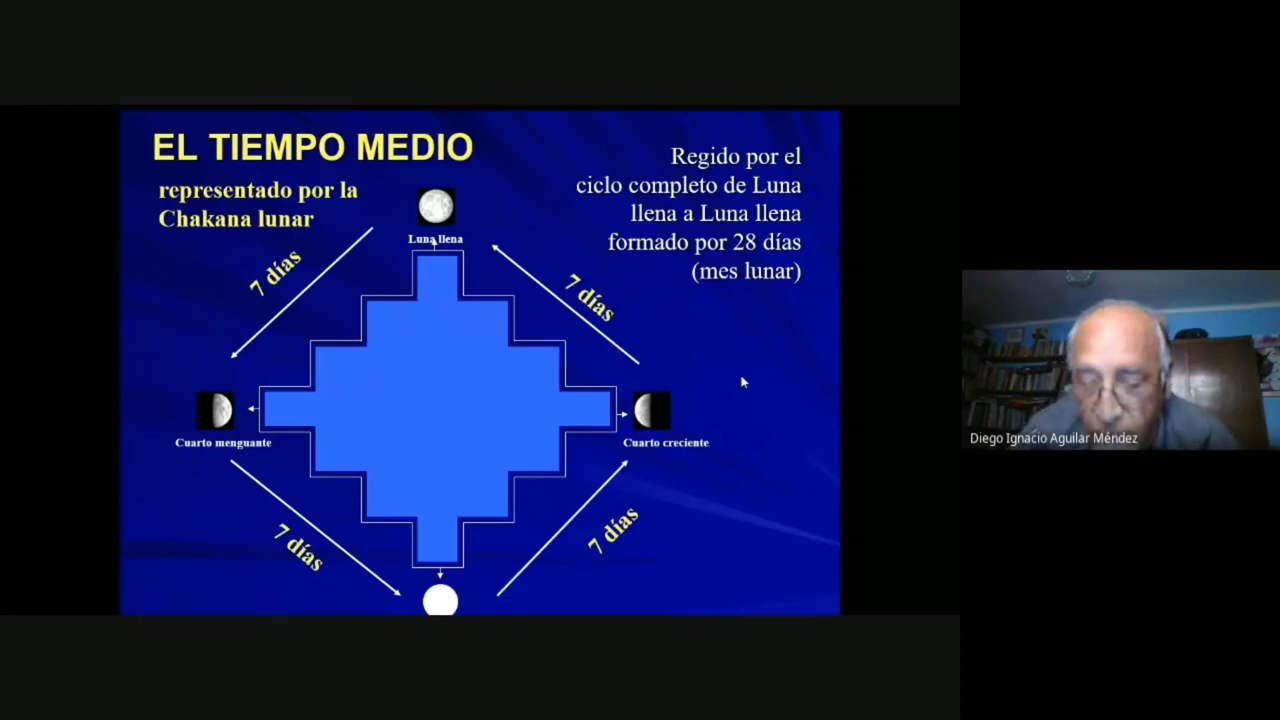 EL TIEMPO MEDIO
representado por la
Chakana lunar
Regido por el
ciclo completo de Luna
llena a Luna llena
formado por 28 días
(mes lunar)
Luna llena
7 días
7 días
Cuarto menguante
Cuarto creciente
7 días
7 días
Diego Ignacio Aguilar Méndez